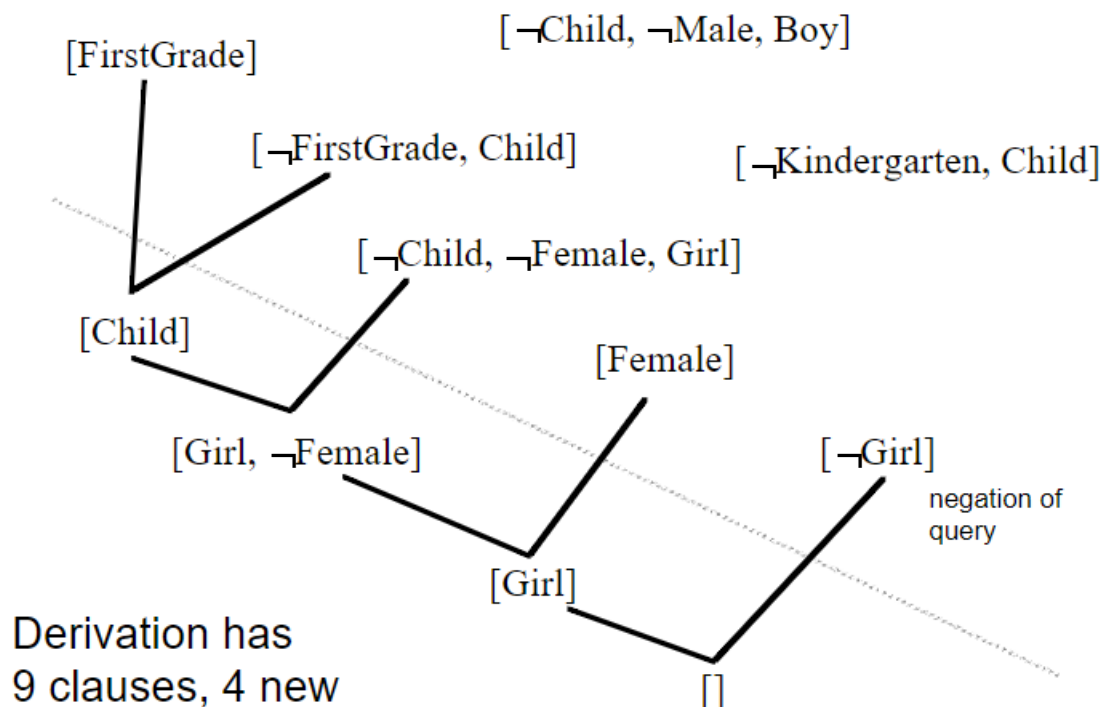 [¬Child, ¬Male, Boy]
[FirstGrade]
[¬FirstGrade, Child]
[¬Kindergarten, Child]
[¬Child, ¬Female, Girl]
[Child]
[Female]
[Girl, ¬Female]
[¬Girl]
negation of
query
[Girl]
Derivation has
9 clauses, 4 new
[]